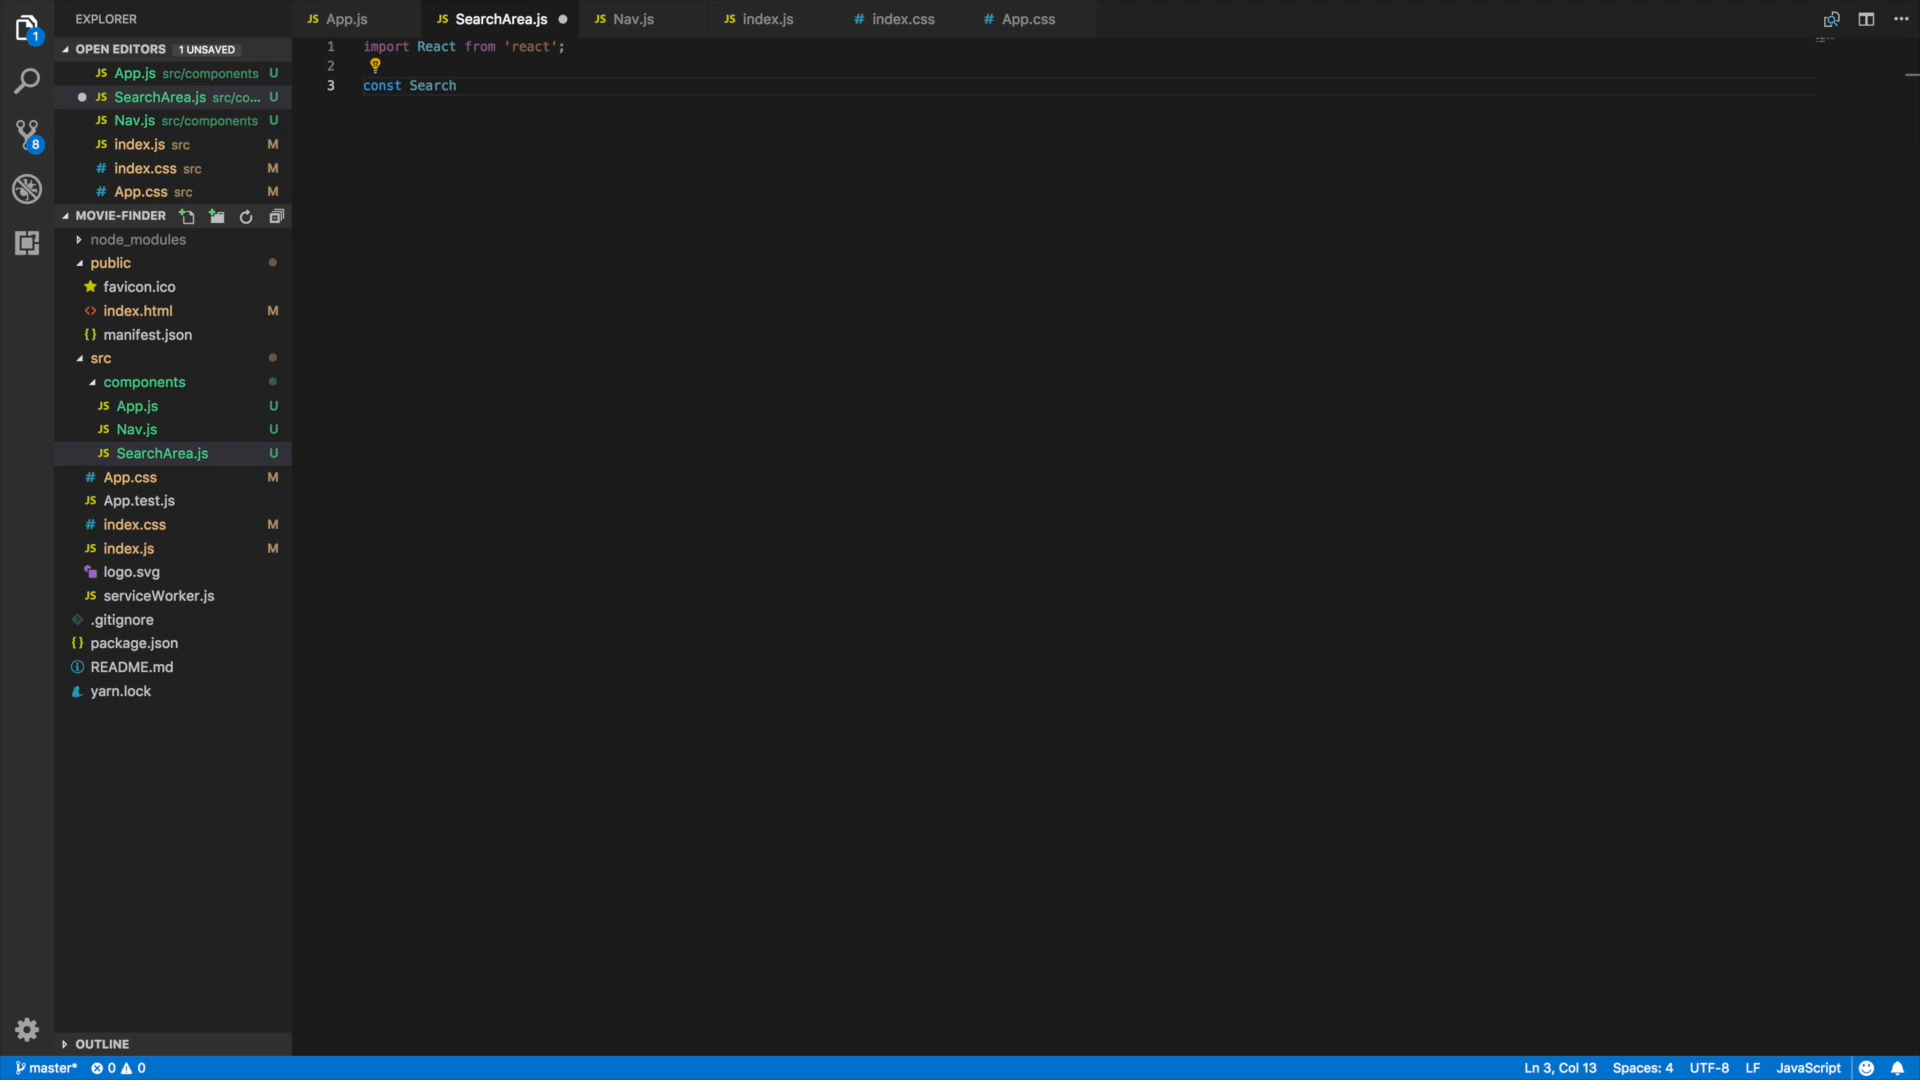 EXPLORER
JS App.js
JS SearchArea.js
JS Nav.js
JS index.js
# index.css
# App.css
1
OPEN EDITORS 1 UNSAVED
JS App.js src/components U
JS SearchArea.js src/co... U
JS Nav.js src/components U
JS index.js src M
# index.css src M
# App.css src M
8
MOVIE-FINDER
node_modules
public
favicon.ico
<> index.html M
{} manifest.json
src
components
JS App.js U
JS Nav.js U
JS SearchArea.js U
# App.css M
JS App.test.js
# index.css M
JS index.js M
logo.svg
JS serviceWorker.js
.gitignore
{} package.json
README.md
yarn.lock
OUTLINE
1 import React from 'react';
2
3 const Search
master* 0 0
Ln 3, Col 13 Spaces: 4 UTF-8 LF JavaScript